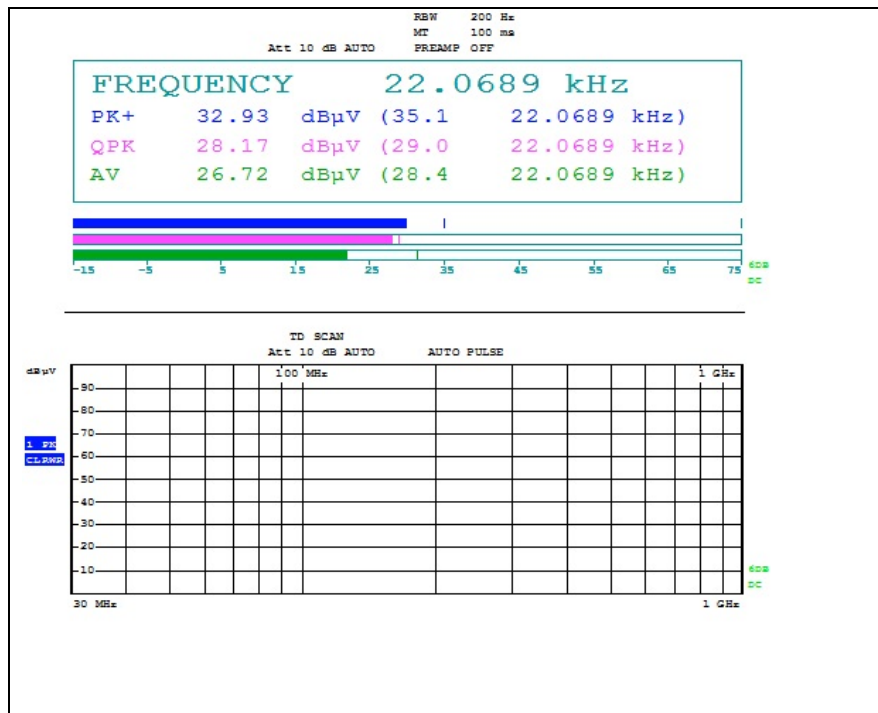 RBW 200 Hz
MT 100 ms
Att 10 dB AUTO PREAMP OFF
FREQUENCY 22.0689 kHz
PK+ 32.93 dBµV (35.1 22.0689 kHz)
QPK 28.17 dBµV (29.0 22.0689 kHz)
AV 26.72 dBµV (28.4 22.0689 kHz)
-15 -5 5 15 25 35 45 55 65 75
6DB
DC
TD SCAN
Att 10 dB AUTO AUTO PULSE
dBµV
100 MHz 1 GHz
90
80
70
1 PK
CLRWR
60
50
40
30
20
10
6DB
DC
30 MHz 1 GHz